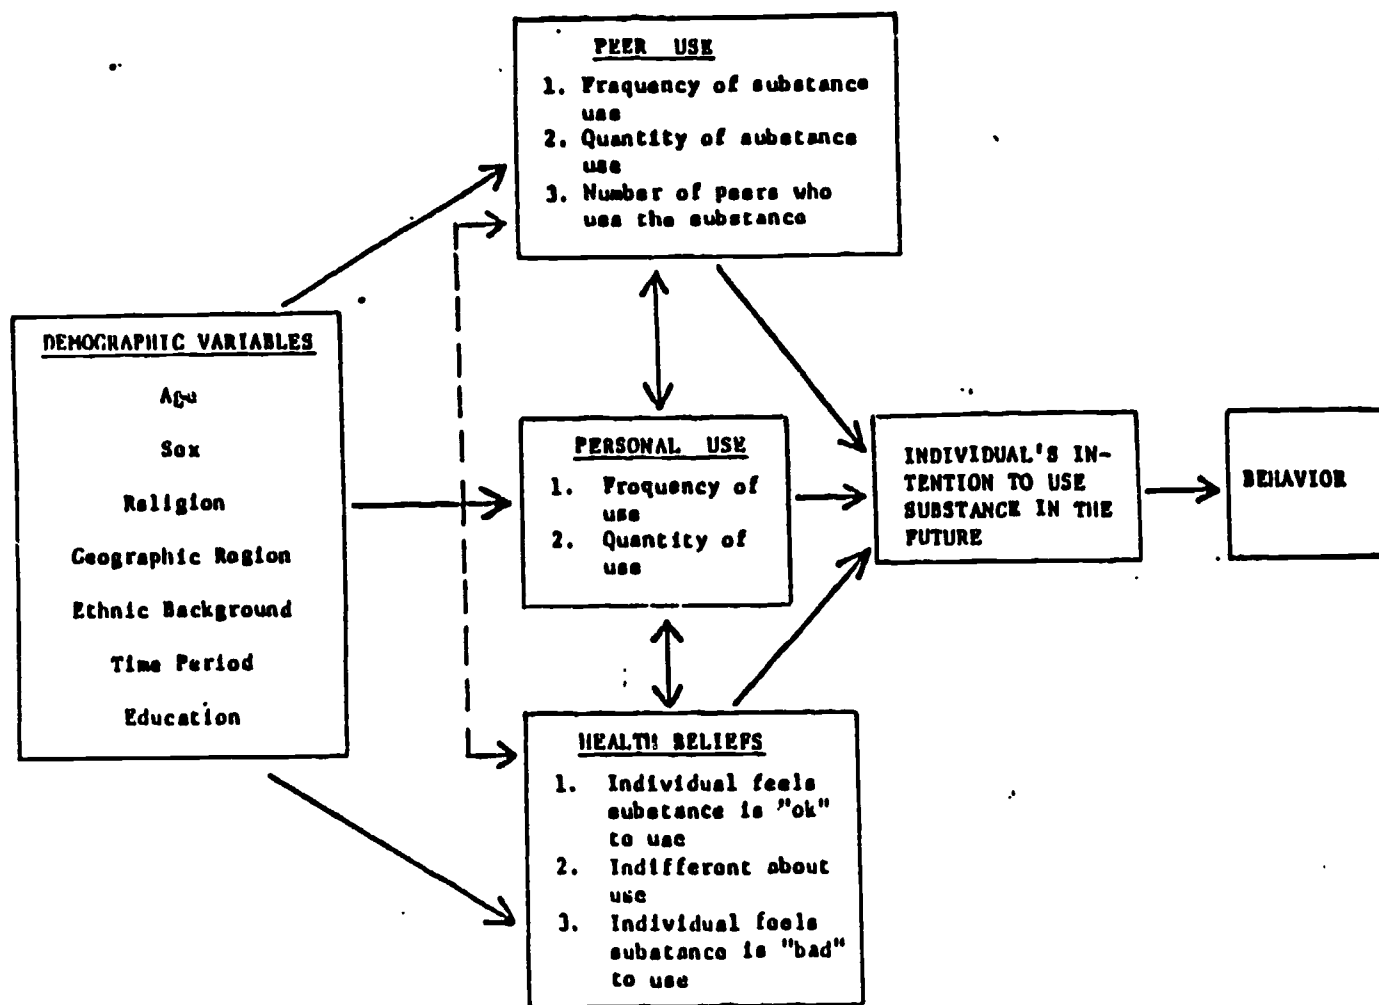 PEER USE
1. Frequency of substance
use
2. Quantity of substance
use
3. Number of peers who
use the substance
DEMOGRAPHIC VARIABLES
Age
Sex
Religion
Geographic Region
Ethnic Background
Time Period
Education
PERSONAL USE
1. Frequency of
use
2. Quantity of
use
INDIVIDUAL'S IN-
TENTION TO USE
SUBSTANCE IN THE
FUTURE
BEHAVIOR
HEALTH BELIEFS
1. Individual feels
substance is "ok"
to use
2. Indifferent about
use
3. Individual feels
substance is "bad"
to use